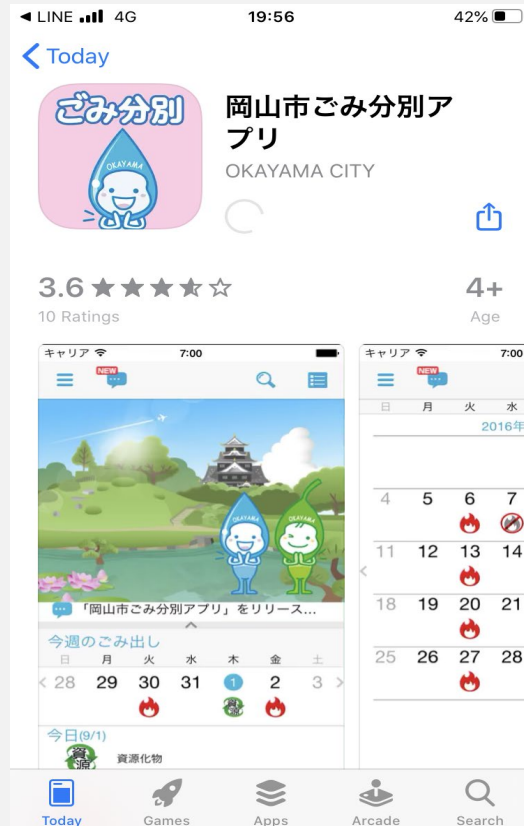 ◀ LINE 4G 19:56 42%
Today
ごみ分別
OKAYAMA
岡山市ごみ分別ア
プリ
OKAYAMA CITY
3.6
4+
10 Ratings
Age
キャリア 7:00
NEW
OKAYAMA
OKAYAMA
「岡山市ごみ分別アプリ」をリリース...
今週のごみ出し
日 月 火 水 木 金 土
28 29 30 31 1 2 3
資源
今日(9/1)
資源
資源化物
キャリア 7:00
NEW
日 月 火 水
2016年
4 5 6 7
11 12 13 14
18 19 20 21
25 26 27 28
Today Games Apps Arcade Search